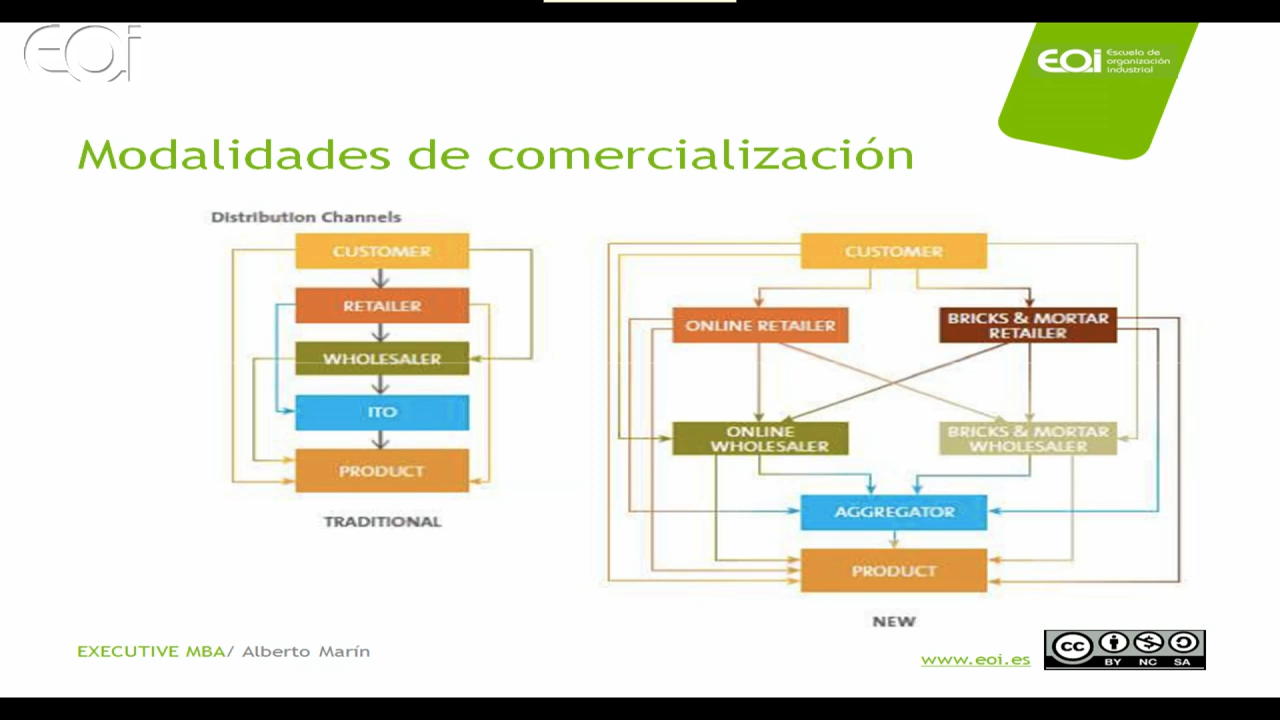 EOi
EOi Escuela de
organización
industrial
Modalidades de comercialización
Distribution Channels
CUSTOMER
RETAILER
WHOLESALER
ITO
PRODUCT
TRADITIONAL
CUSTOMER
ONLINE RETAILER
BRICKS & MORTAR
RETAILER
ONLINE
WHOLESALER
BRICKS & MORTAR
WHOLESALER
AGGREGATOR
PRODUCT
NEW
EXECUTIVE MBA/ Alberto Marín
www.eoi.es
cc
BY NC SA